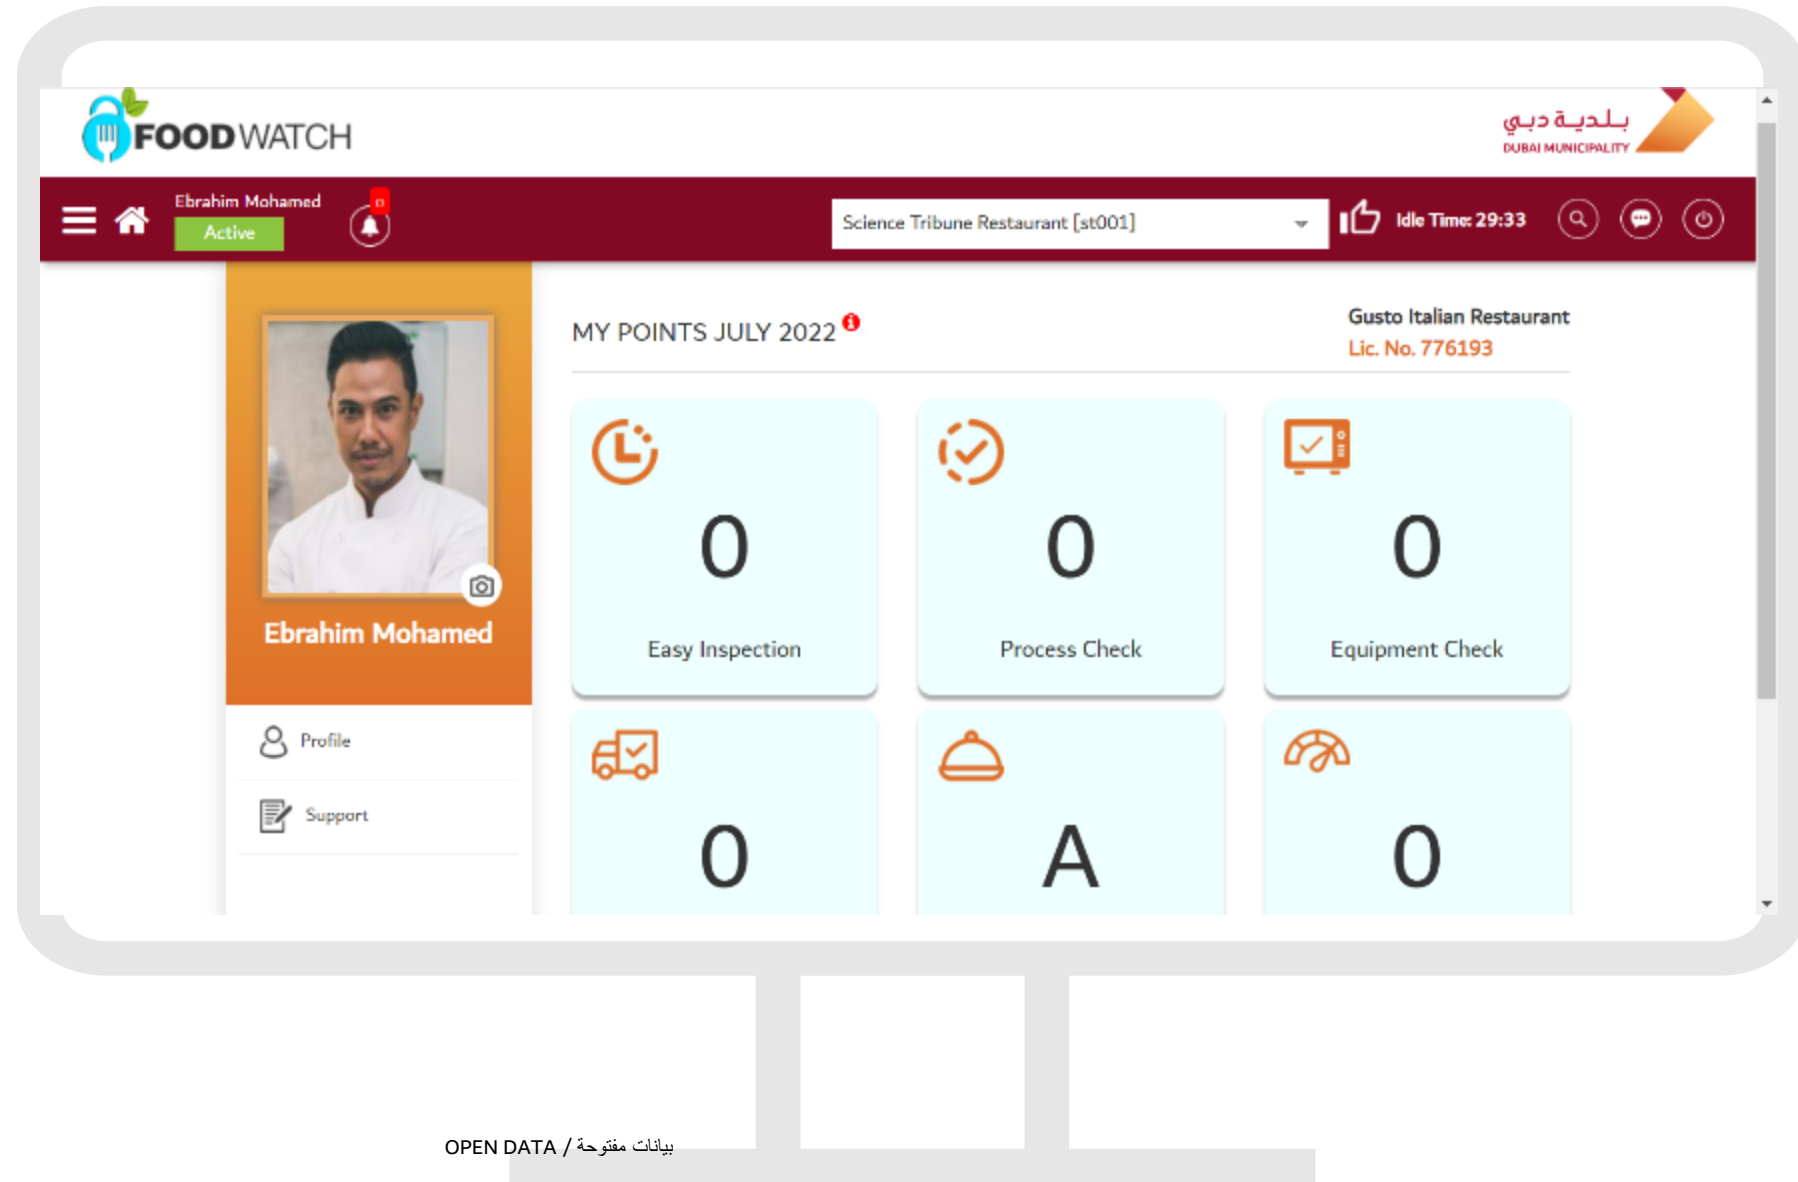 FOODWATCH
بلدية دبي
DUBAI MUNICIPALITY
Ebrahim Mohamed
0
Active
Science Tribune Restaurant [st001]
Idle Time: 29:33
MY POINTS JULY 2022
Gusto Italian Restaurant
Lic. No. 776193
0
0
0
Easy Inspection
Process Check
Equipment Check
Ebrahim Mohamed
Profile
Support
0
A
0
OPEN DATA / بيانات مفتوحة